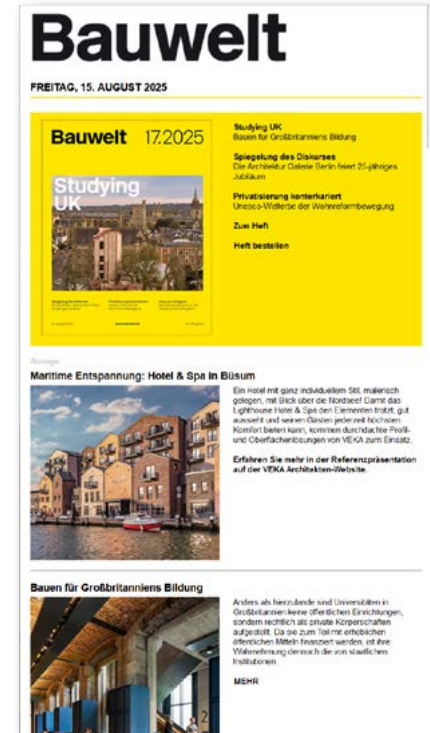 Bauwelt
FREITAG, 15. AUGUST 2025
Bauwelt 17.2025
Studying
UK
Studying UK
Bauen für Großbritanniens Bildung
Spiegelung des Diskurses
Die Architektur Galerie Berlin feiert 25-jähriges
Jubiläum
Privatisierung konterkariert
Unesco-Welterbe der Wohnreformbewegung
Zum Heft
Heft bestellen
Anzeige
Maritime Entspannung: Hotel & Spa in Büsum
Ein Hotel mit ganz individuellem Stil, malerisch
gelegen, mit Blick über die Nordsee! Damit das
Lighthouse Hotel & Spa den Elementen trotzt, gut
aussieht und seinen Gästen jederzeit höchsten
Komfort bieten kann, kommen durchdachte Profil-
und Oberflächenlösungen von VEKA zum Einsatz.
Erfahren Sie mehr in der Referenzpräsentation
auf der VEKA Architekten-Website.
Bauen für Großbritanniens Bildung
Anders als hierzulande sind Universitäten in
Großbritannien keine öffentlichen Einrichtungen,
sondern rechtlich als private Körperschaften
aufgestellt. Da sie zum Teil mit erheblichen
öffentlichen Mitteln finanziert werden, ist ihre
Wahrnehmung dennoch die von staatlichen
Institutionen.
MEHR
2